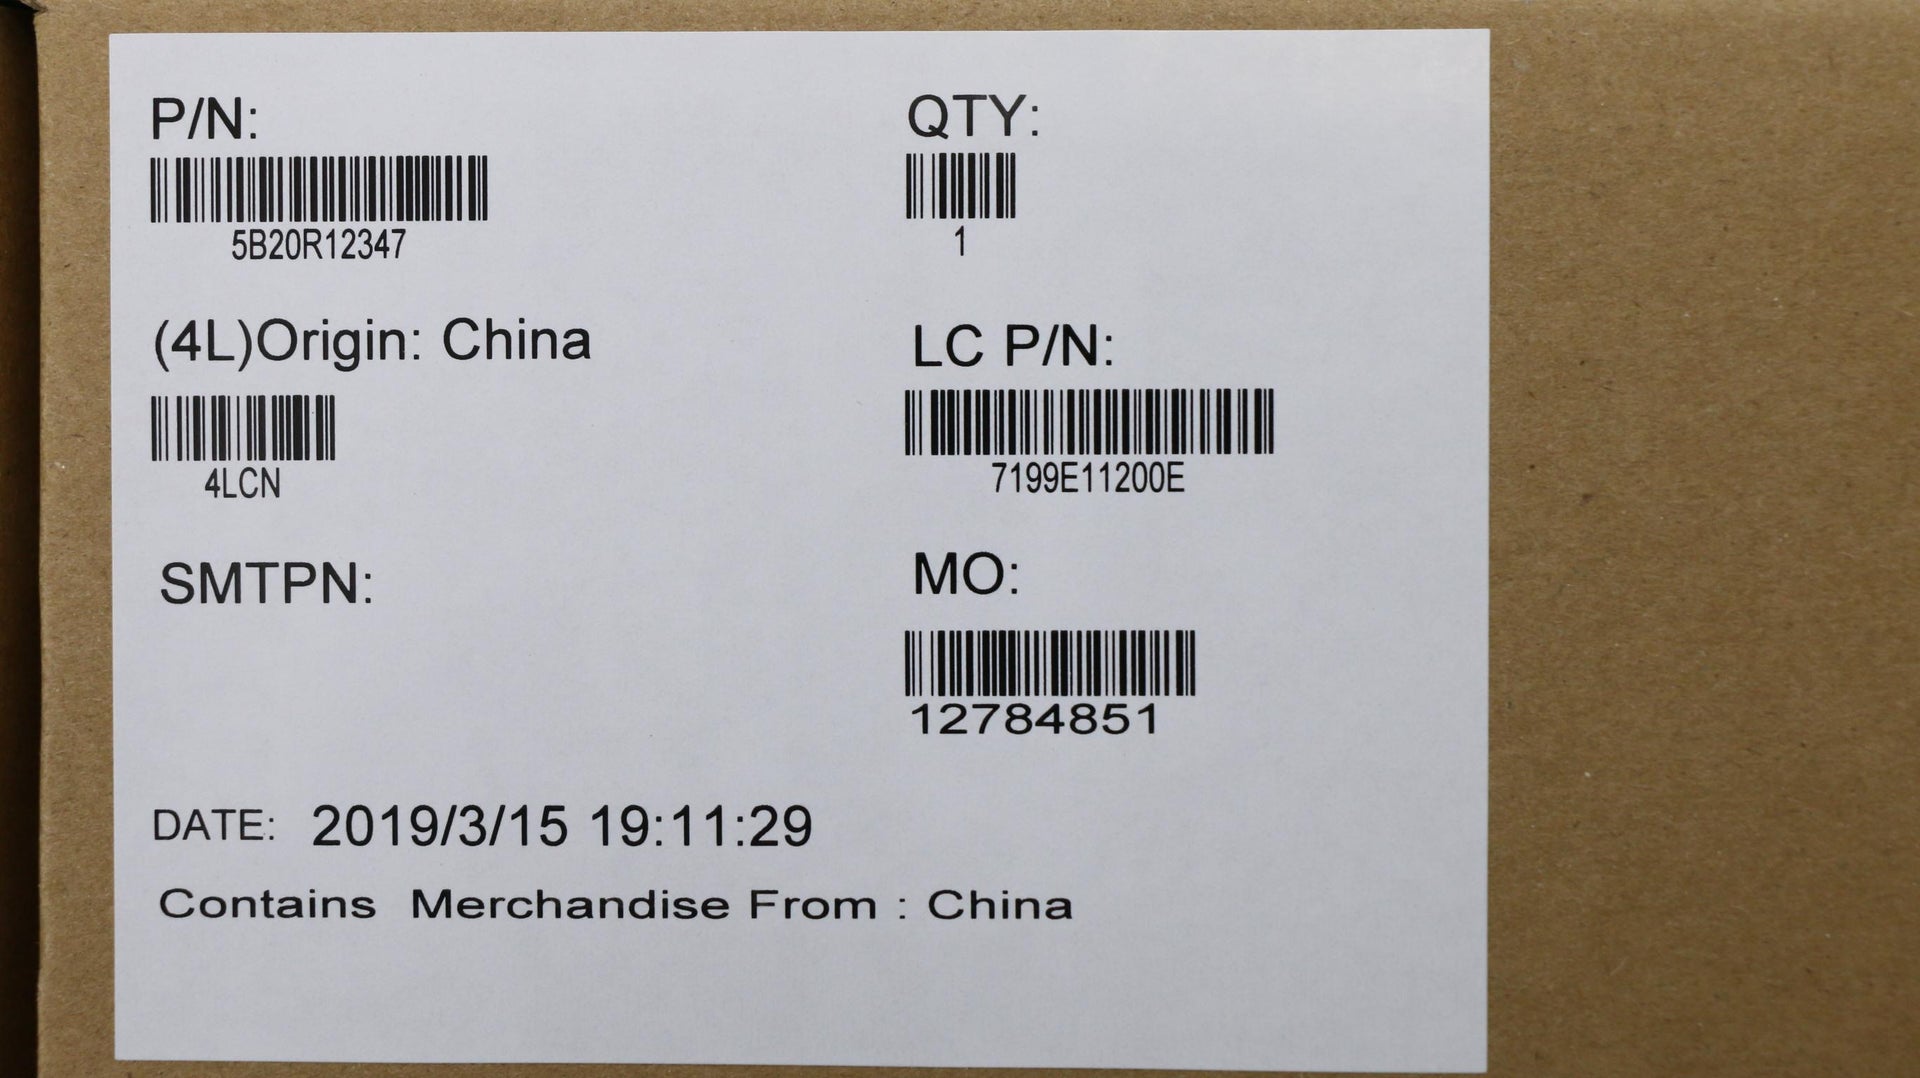 P/N:
5B20R12347
QTY:
1
(4L)Origin: China
4LCN
LC P/N:
7199E11200E
SMTPN:
MO:
12784851
DATE: 2019/3/15 19:11:29
Contains Merchandise From : China